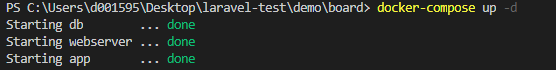 PS C:\Users\d001595\Desktop\laravel-test\demo\board> docker-compose up -d
Starting db        ... done
Starting webserver ... done
Starting app       ... done